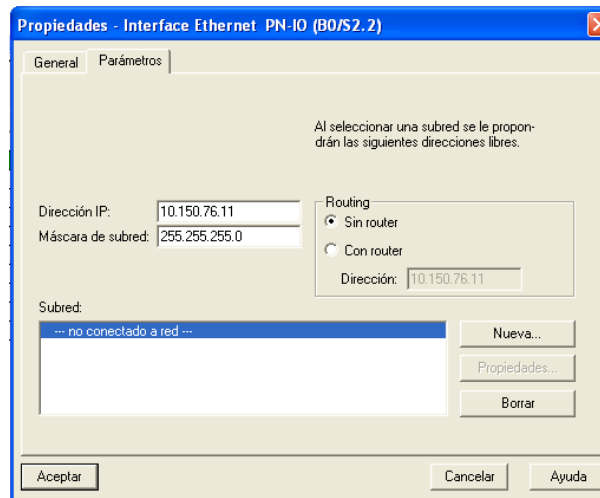 Propiedades - Interface Ethernet PN-IO (B0/S2.2)
General Parámetros
Al seleccionar una subred se le propon-
drán las siguientes direcciones libres.
Dirección IP: 10.150.76.11
Máscara de subred: 255.255.255.0
Routing
Sin router
Con router
Dirección: 10.150.76.11
Subred:
--- no conectado a red ---
Nueva...
Propiedades...
Borrar
Aceptar Cancelar Ayuda